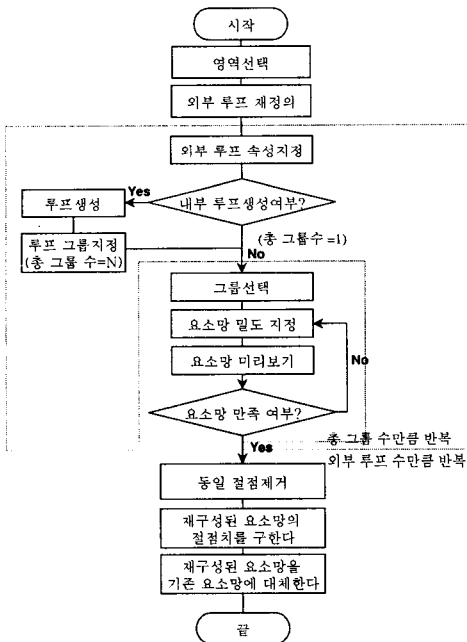 시작
영역선택
외부 루프 재정의
외부 루프 속성지정
Yes
루프생성
내부 루프생성여부?
루프 그룹지정
(총 그룹 수=N)
(총 그룹수 =1)
No
그룹선택
요소망 밀도 지정
요소망 미리보기
No
요소망 만족 여부?
Yes
총 그룹 수만큼 반복
외부 루프 수만큼 반복
동일 절점제거
재구성된 요소망의
절점치를 구한다
재구성된 요소망을
기존 요소망에 대체한다
끝